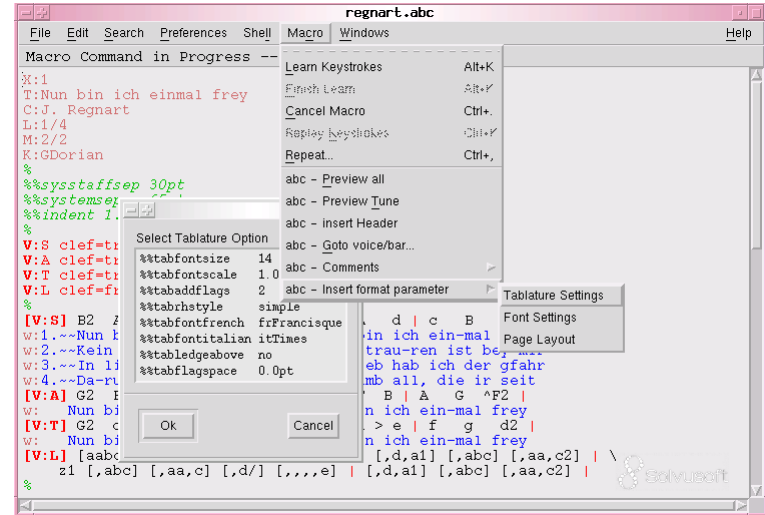 regnart.abc
File Edit Search Preferences Shell Macro Windows Help
Macro Command in Progress --
Learn Keystrokes Alt+K
Finish Learn Alt+K
Cancel Macro Ctrl+.
Replay Keystrokes Ctrl+K
Repeat... Ctrl+,
abc - Preview all
abc - Preview Tune
abc - insert Header
abc - Goto voice/bar...
abc - Comments
abc - Insert format parameter
Tablature Settings
Font Settings
Page Layout
X:1
T:Nun bin ich einmal frey
C:J. Regnart
L:1/4
M:2/2
K:GDorian
%
%%sysstaffsep 30pt
%%systemsep
%%indent 1.
%
V:S clef=tr
V:A clef=tr
V:T clef=tr
V:L clef=fr
%
Select Tablature Option
%%tabfontsize 14
%%tabfontscale 1.0
%%tabaddflags 2
%%tabrhstyle simple
%%tabfontfrench frFrancisque
%%tabfontitalian itTimes
%%tabledgeabove no
%%tabflagspace 0.0pt
Ok Cancel
[V:S] B2 d | c B
w:1.~~Nun in ich ein-mal
w:2.~~Kein trau-ren ist bey mir
w:3.~~In li eb hab ich der gfahr
w:4.~~Da-ru mb all, die ir seit
[V:A] G2 B | A G ^F2 |
w: Nun bi n ich ein-mal frey
[V:T] G2 > e | f g d2 |
w: Nun bi n ich ein-mal frey
[V:L] [aabc [,d,a1] [,abc] [,aa,c2] | \
z1 [,abc] [,aa,c] [,d/] [,,,,e] | [,d,a1] [,abc] [,aa,c2] |
%
Solvusoft